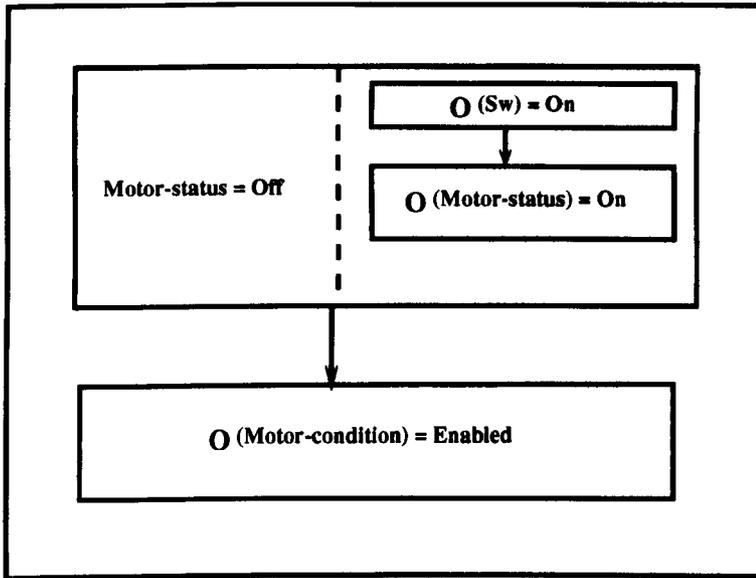 O (Sw) = On
Motor-status = Off
O (Motor-status) = On
O (Motor-condition) = Enabled